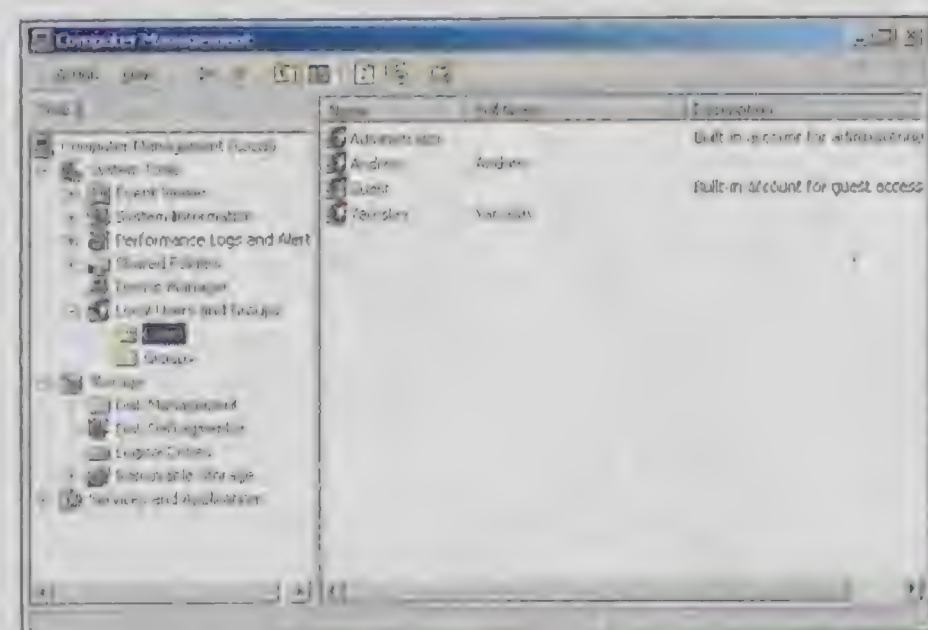 Computer Management
Tree
Name Full Name Description
Computer Management (Local)
System Tools
Event Viewer
System Information
Performance Logs and Alert
Shared Folders
Device Manager
Local Users and Groups
Groups
Storage
Disk Management
Disk Defragmenter
Logical Drives
Removable Storage
Services and Application
Administrator Built-in account for administering
Andrew Andrew
Guest Built-in account for guest access